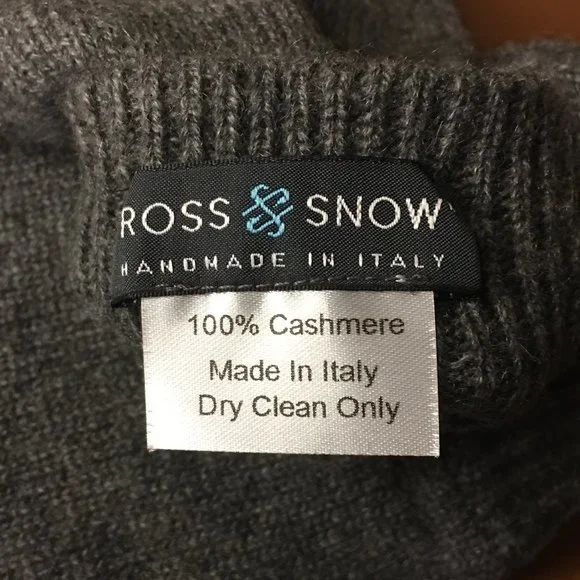 ROSS SNOW
HANDMADE IN ITALY
100% Cashmere
Made In Italy
Dry Clean Only